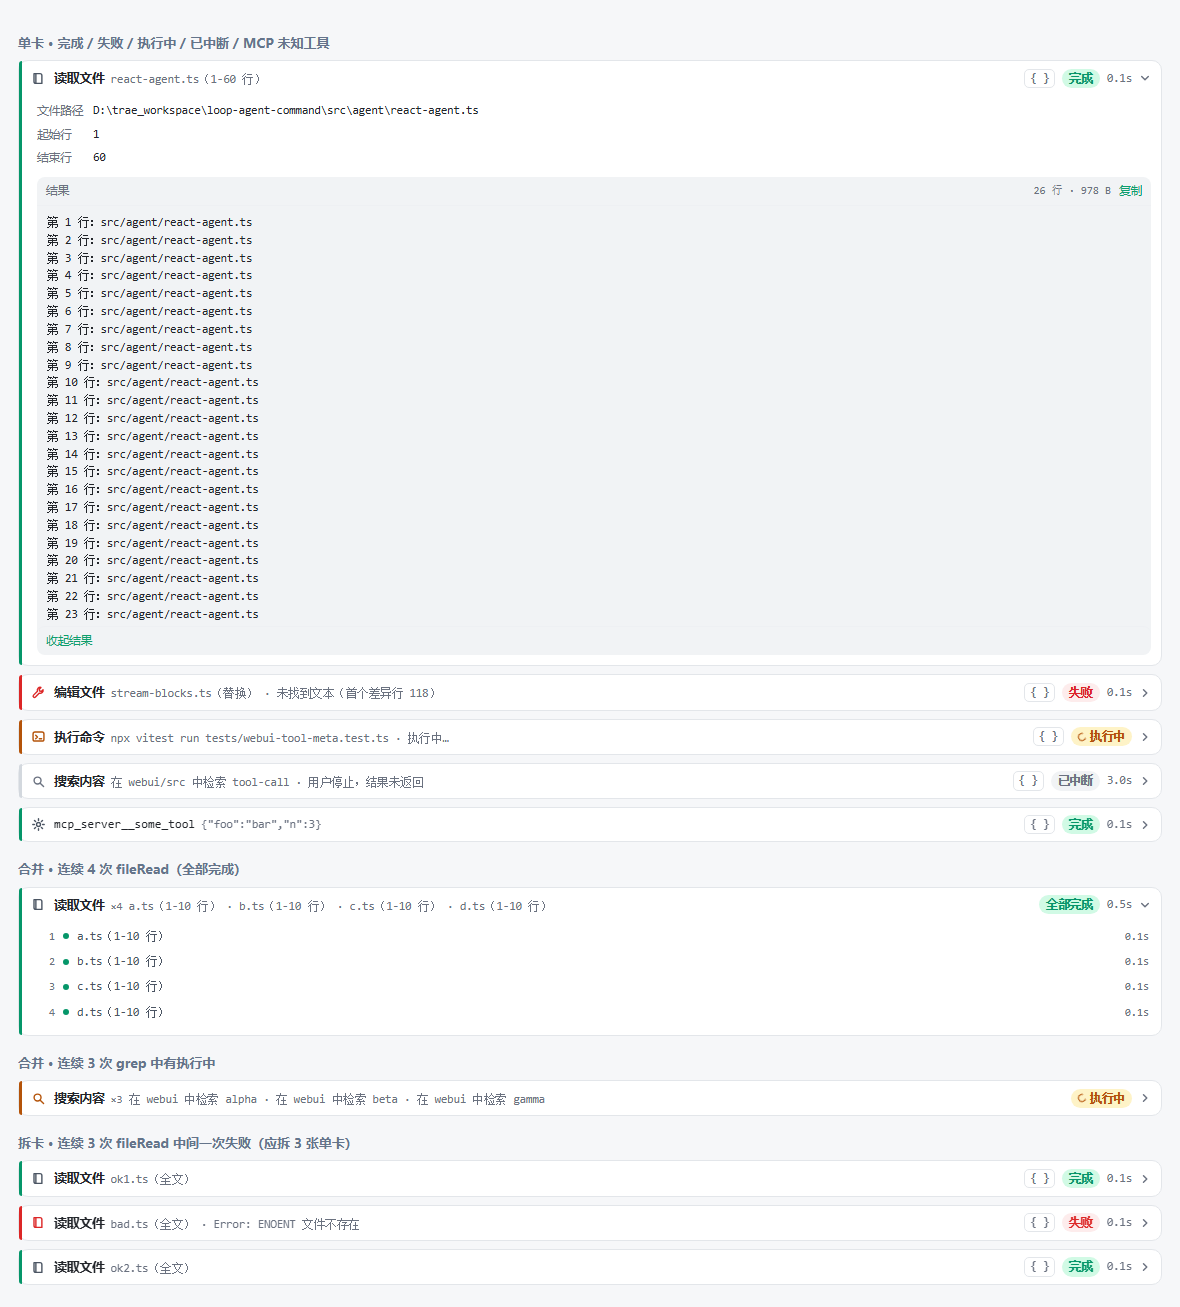 单卡 • 完成 / 失败 / 执行中 / 已中断 / MCP 未知工具
读取文件 react-agent.ts（1-60 行） { } 完成 0.1s
文件路径 D:\trae_workspace\loop-agent-command\src\agent\react-agent.ts
起始行 1
结束行 60
结果 26 行 · 978 B 复制
第 1 行: src/agent/react-agent.ts
第 2 行: src/agent/react-agent.ts
第 3 行: src/agent/react-agent.ts
第 4 行: src/agent/react-agent.ts
第 5 行: src/agent/react-agent.ts
第 6 行: src/agent/react-agent.ts
第 7 行: src/agent/react-agent.ts
第 8 行: src/agent/react-agent.ts
第 9 行: src/agent/react-agent.ts
第 10 行: src/agent/react-agent.ts
第 11 行: src/agent/react-agent.ts
第 12 行: src/agent/react-agent.ts
第 13 行: src/agent/react-agent.ts
第 14 行: src/agent/react-agent.ts
第 15 行: src/agent/react-agent.ts
第 16 行: src/agent/react-agent.ts
第 17 行: src/agent/react-agent.ts
第 18 行: src/agent/react-agent.ts
第 19 行: src/agent/react-agent.ts
第 20 行: src/agent/react-agent.ts
第 21 行: src/agent/react-agent.ts
第 22 行: src/agent/react-agent.ts
第 23 行: src/agent/react-agent.ts
收起结果
编辑文件 stream-blocks.ts（替换） · 未找到文本（首个差异行 118） { } 失败 0.1s
执行命令 npx vitest run tests/webui-tool-meta.test.ts · 执行中… { } 执行中
搜索内容 在 webui/src 中检索 tool-call · 用户停止，结果未返回 { } 已中断 3.0s
mcp_server__some_tool {"foo":"bar","n":3} { } 完成 0.1s
合并 • 连续 4 次 fileRead（全部完成）
读取文件 ×4 a.ts（1-10 行） · b.ts（1-10 行） · c.ts（1-10 行） · d.ts（1-10 行） 全部完成 0.5s
1 a.ts（1-10 行） 0.1s
2 b.ts（1-10 行） 0.1s
3 c.ts（1-10 行） 0.1s
4 d.ts（1-10 行） 0.1s
合并 • 连续 3 次 grep 中有执行中
搜索内容 ×3 在 webui 中检索 alpha · 在 webui 中检索 beta · 在 webui 中检索 gamma 执行中
拆卡 • 连续 3 次 fileRead 中间一次失败（应拆 3 张单卡）
读取文件 ok1.ts（全文） { } 完成 0.1s
读取文件 bad.ts（全文） · Error: ENOENT 文件不存在 { } 失败 0.1s
读取文件 ok2.ts（全文） { } 完成 0.1s